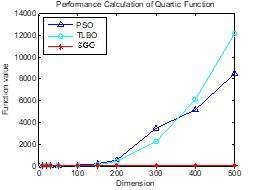 Performance Calculation of Quartic Function
14000
12000
10000
8000
6000
4000
2000
0
Function value
PSO
TLBO
SGO
0 100 200 300 400 500
Dimension